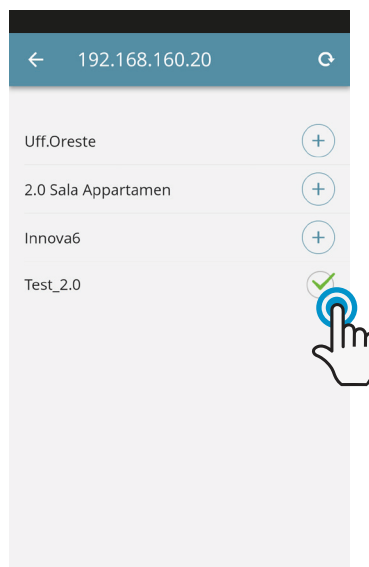 192.168.160.20
Uff.Oreste
2.0 Sala Appartamen
Innova6
Test_2.0